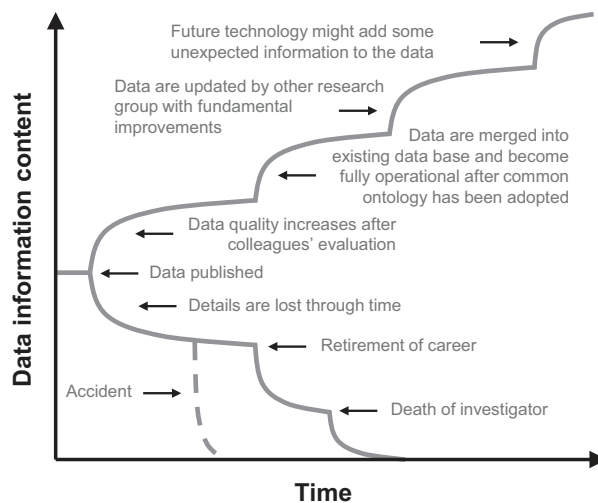 Future technology might add some
unexpected information to the data
Data are updated by other research
group with fundamental
improvements
Data are merged into
existing data base and become
fully operational after common
ontology has been adopted
Data quality increases after
colleagues’ evaluation
Data published
Details are lost through time
Retirement of career
Accident
Death of investigator
Data information content
Time